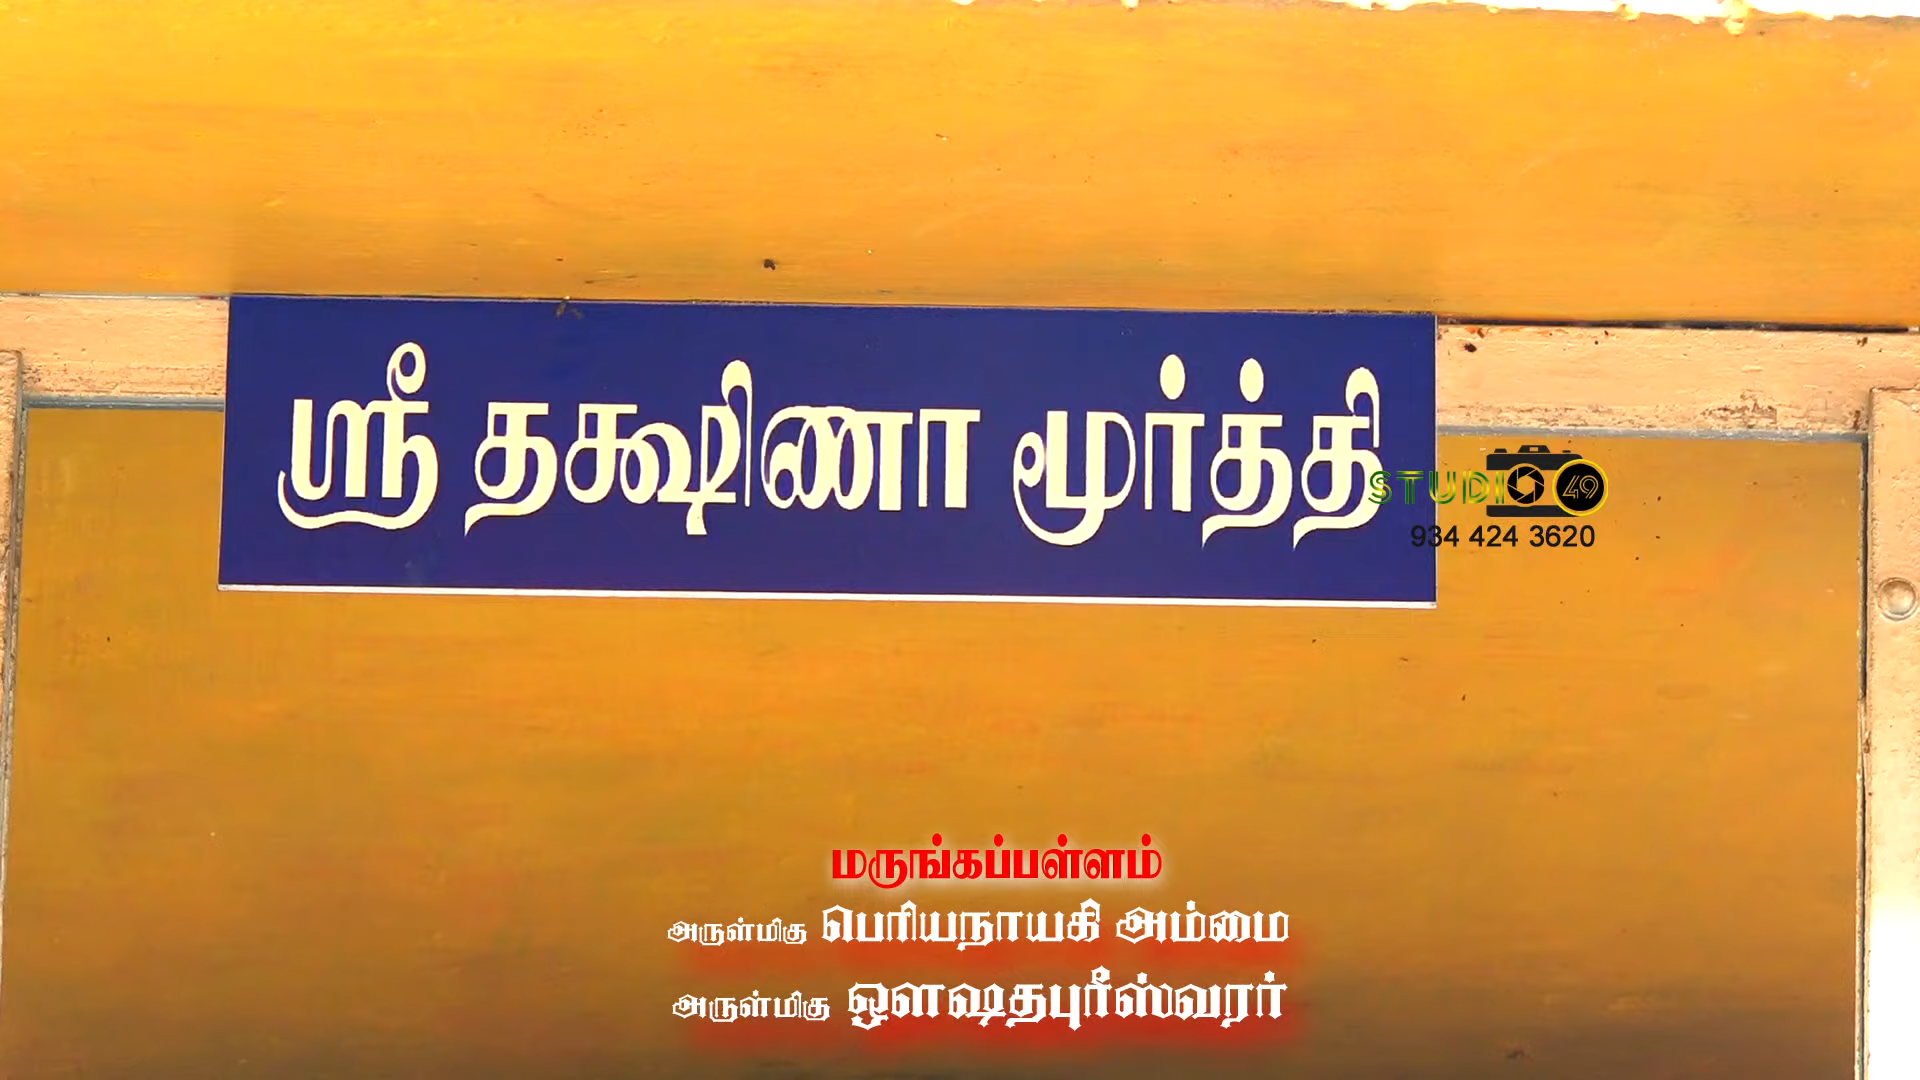 ஸ்ரீ தக்ஷிணா மூர்த்தி
STUDIO 49
934 424 3620
மருங்கப்பள்ளம்
அருள்மிகு பெரியநாயகி அம்மை
அருள்மிகு ஔஷதபுரீஸ்வரர்